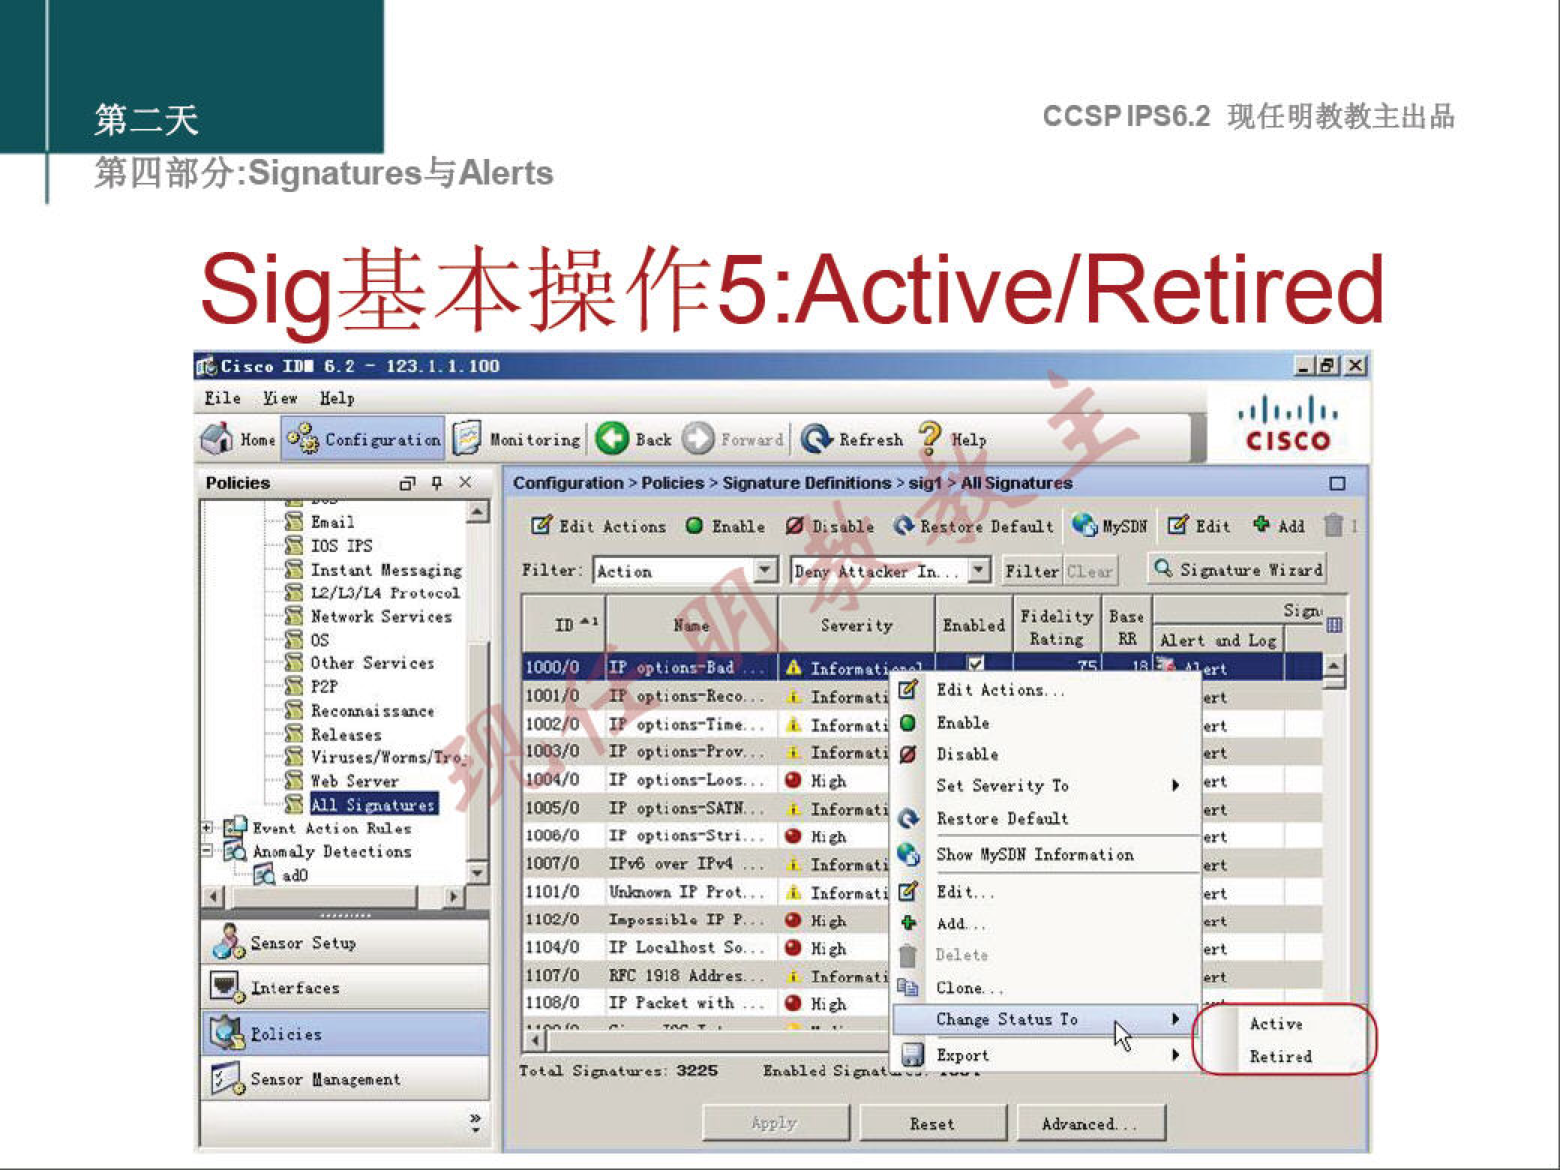 第二天
CCSP IPS6.2 现任明教教主出品
第四部分:Signatures与Alerts
Sig基本操作5:Active/Retired
Cisco IDM 6.2 - 123.1.1.100
File View Help
Home Configuration Monitoring Back Forward Refresh Help
CISCO
Policies
Email
IOS IPS
Instant Messaging
L2/L3/L4 Protocol
Network Services
OS
Other Services
P2P
Reconnaissance
Releases
Viruses/Worms/Tro
Web Server
All Signatures
Event Action Rules
Anomaly Detections
ad0
Sensor Setup
Interfaces
Policies
Sensor Management
Configuration > Policies > Signature Definitions > sig1 > All Signatures
Edit Actions Enable Disable Restore Default MySDN Edit Add
Filter: Action Deny Attacker In... Filter Clear Signature Wizard
ID Name Severity Enabled Fidelity Rating Base RR Alert and Log
1000/0 IP options-Bad ... Informational 75 18 Alert
1001/0 IP options-Reco... Informati ert
1002/0 IP options-Time... Informati ert
1003/0 IP options-Prov... Informati ert
1004/0 IP options-Loos... High ert
1005/0 IP options-SATN... Informati ert
1006/0 IP options-Stri... High ert
1007/0 IPv6 over IPv4 ... Informati ert
1101/0 Unknown IP Prot... Informati ert
1102/0 Impossible IP P... High ert
1104/0 IP Localhost So... High ert
1107/0 RFC 1918 Addres... Informati ert
1108/0 IP Packet with ... High
Edit Actions...
Enable
Disable
Set Severity To
Restore Default
Show MySDN Information
Edit...
Add...
Delete
Clone...
Change Status To
Export
Active
Retired
Total Signatures: 3225 Enabled
Apply Reset Advanced...
现任明教教主